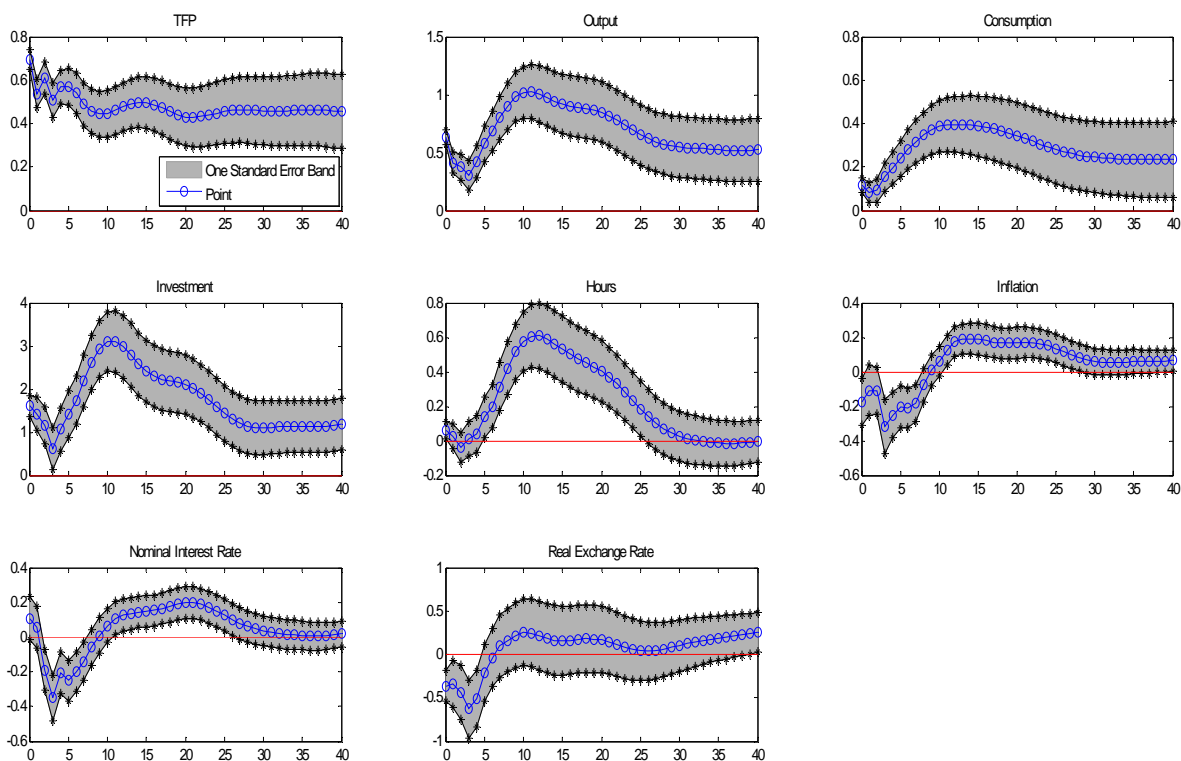 TFP
0.8
0.6
0.4
0.2
0
0 5 10 15 20 25 30 35 40
One Standard Error Band
Point
Output
1.5
1
0.5
0
0 5 10 15 20 25 30 35 40
Consumption
0.8
0.6
0.4
0.2
0
0 5 10 15 20 25 30 35 40
Investment
4
3
2
1
0
0 5 10 15 20 25 30 35 40
Hours
0.8
0.6
0.4
0.2
0
-0.2
0 5 10 15 20 25 30 35 40
Inflation
0.4
0.2
0
-0.2
-0.4
-0.6
0 5 10 15 20 25 30 35 40
Nominal Interest Rate
0.4
0.2
0
-0.2
-0.4
-0.6
0 5 10 15 20 25 30 35 40
Real Exchange Rate
1
0.5
0
-0.5
-1
0 5 10 15 20 25 30 35 40